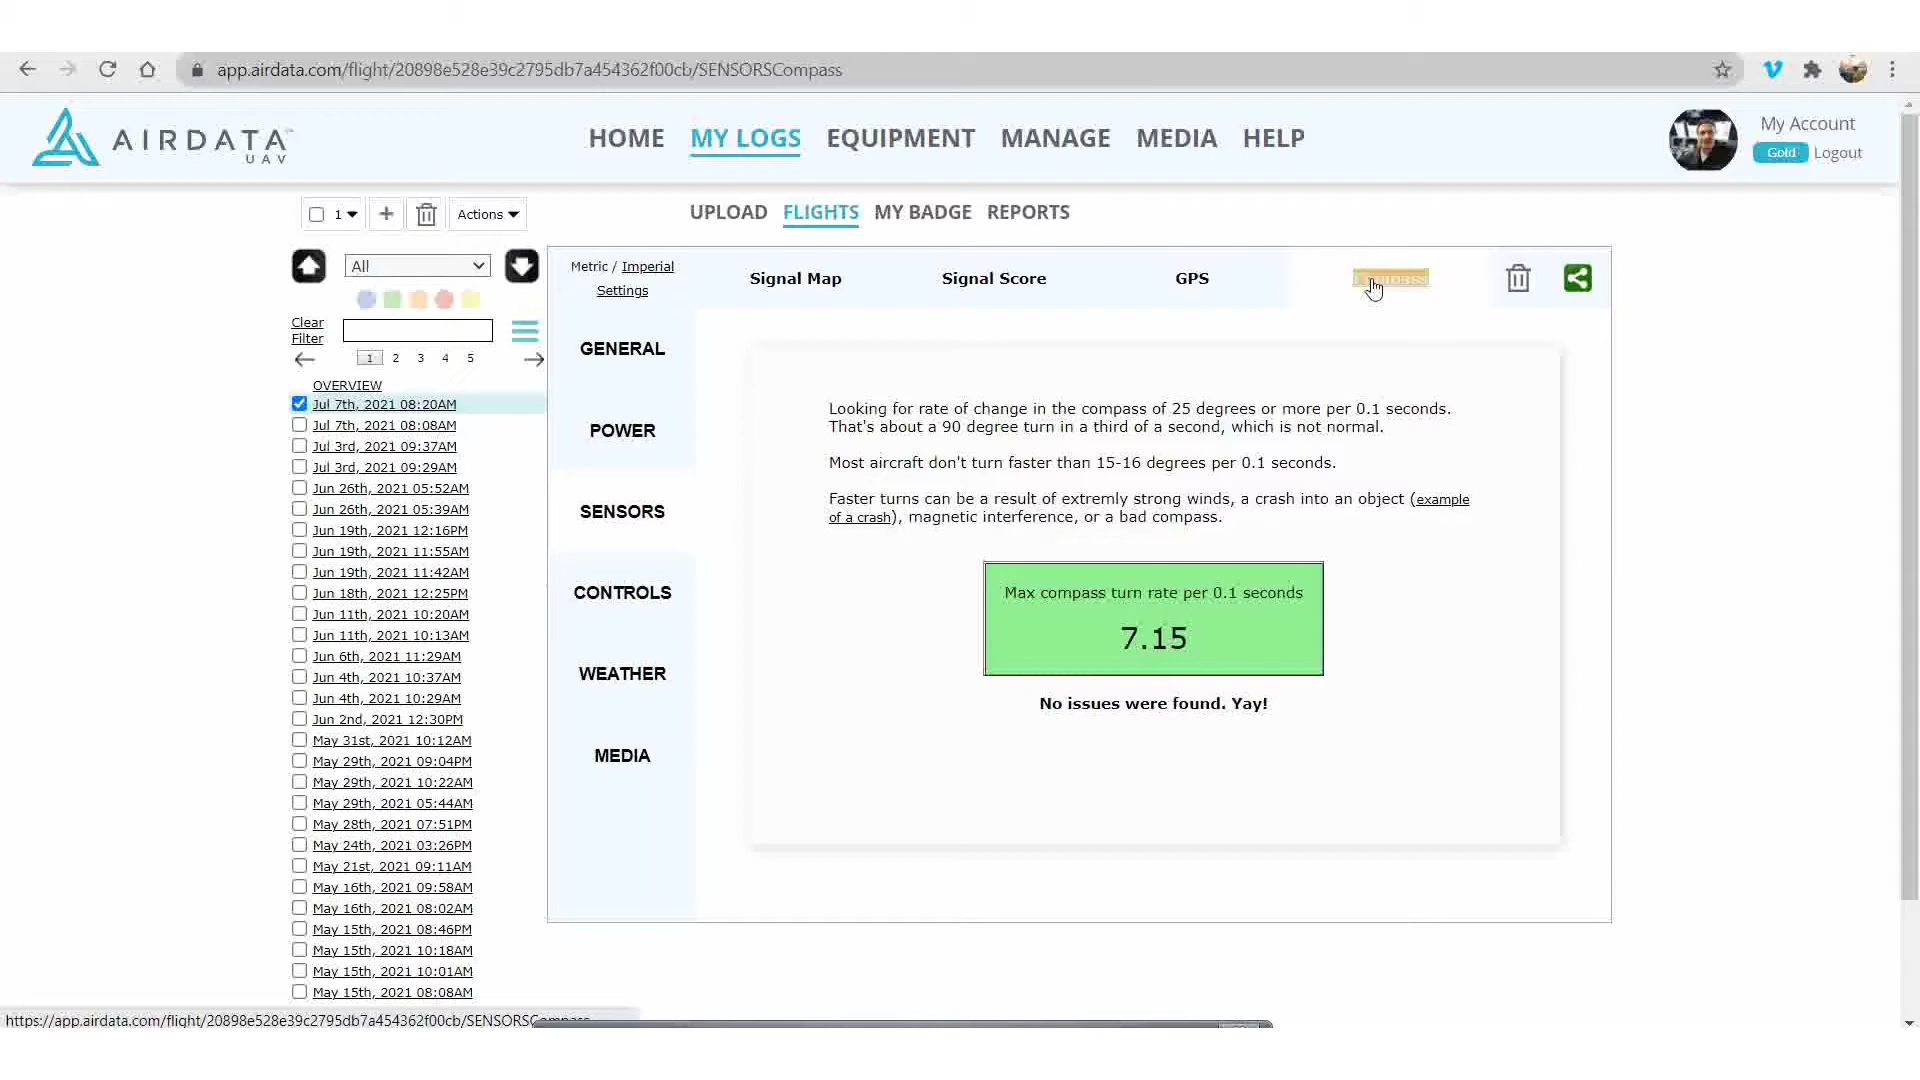 app.airdata.com/flight/20898e528e39c2795db7a454362f00cb/SENSORSCompass
AIRDATA
UAV
HOME MY LOGS EQUIPMENT MANAGE MEDIA HELP
My Account
Gold Logout
1 + Actions
UPLOAD FLIGHTS MY BADGE REPORTS
All
Metric / Imperial
Settings
Signal Map Signal Score GPS
Clear
Filter
1 2 3 4 5
OVERVIEW
Jul 7th, 2021 08:20AM
Jul 7th, 2021 08:08AM
Jul 3rd, 2021 09:37AM
Jul 3rd, 2021 09:29AM
Jun 26th, 2021 05:52AM
Jun 26th, 2021 05:39AM
Jun 19th, 2021 12:16PM
Jun 19th, 2021 11:55AM
Jun 19th, 2021 11:42AM
Jun 18th, 2021 12:25PM
Jun 11th, 2021 10:20AM
Jun 11th, 2021 10:13AM
Jun 6th, 2021 11:29AM
Jun 4th, 2021 10:37AM
Jun 4th, 2021 10:29AM
Jun 2nd, 2021 12:30PM
May 31st, 2021 10:12AM
May 29th, 2021 09:04PM
May 29th, 2021 10:22AM
May 29th, 2021 05:44AM
May 28th, 2021 07:51PM
May 24th, 2021 03:26PM
May 21st, 2021 09:11AM
May 16th, 2021 09:58AM
May 16th, 2021 08:02AM
May 15th, 2021 08:46PM
May 15th, 2021 10:18AM
May 15th, 2021 10:01AM
May 15th, 2021 08:08AM
GENERAL
POWER
SENSORS
CONTROLS
WEATHER
MEDIA
Looking for rate of change in the compass of 25 degrees or more per 0.1 seconds.
That's about a 90 degree turn in a third of a second, which is not normal.
Most aircraft don't turn faster than 15-16 degrees per 0.1 seconds.
Faster turns can be a result of extremly strong winds, a crash into an object (example
of a crash), magnetic interference, or a bad compass.
Max compass turn rate per 0.1 seconds
7.15
No issues were found. Yay!
https://app.airdata.com/flight/20898e528e39c2795db7a454362f00cb/SENSORSCompass